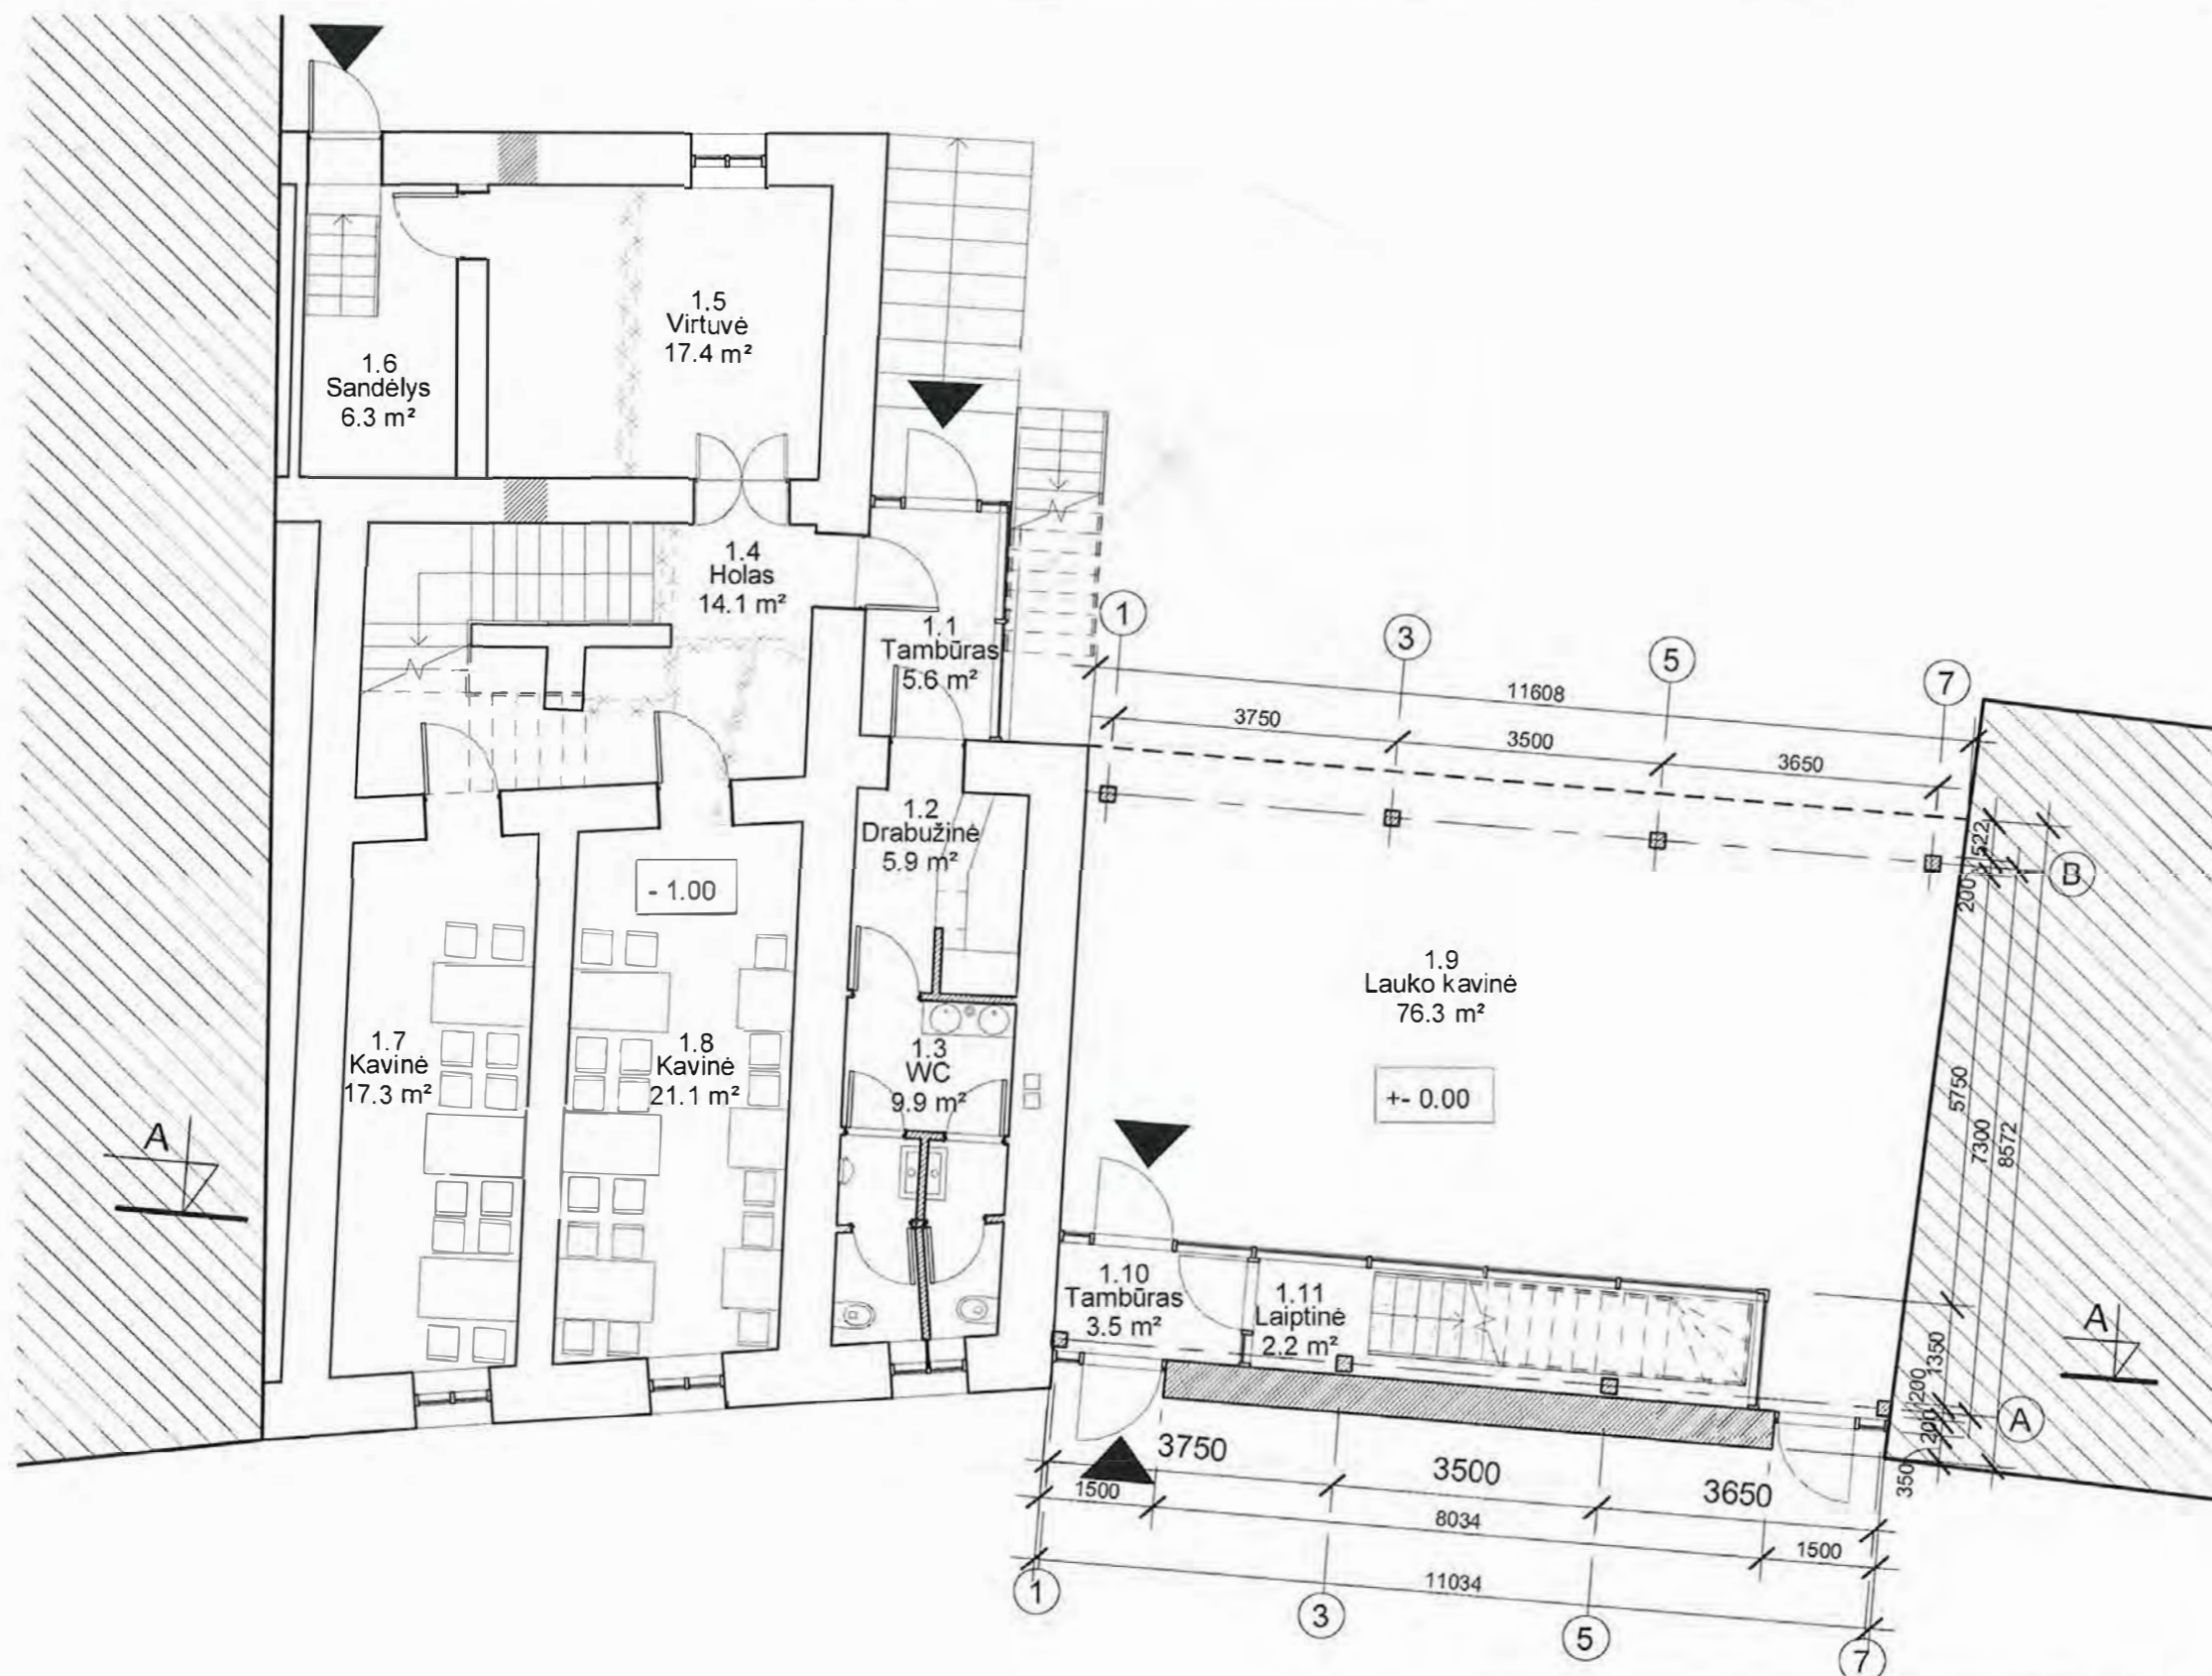 1.5
Virtuvė
17.4 m²
1.6
Sandėlys
6.3 m²
1.4
Holas
14.1 m²
1.1
Tambūras
5.6 m²
1
3
5
7
11608
3750
3500
3650
1.2
Drabužinė
5.9 m²
- 1.00
522
200
B
1.9
Lauko kavinė
76.3 m²
+- 0.00
1.7
Kavinė
17.3 m²
1.8
Kavinė
21.1 m²
1.3
WC
9.9 m²
5750
7300
8572
A
A
1.10
Tambūras
3.5 m²
1.11
Laiptinė
2.2 m²
1350
200
200
350
A
3750
3500
3650
1500
8034
1500
11034
1
3
5
7